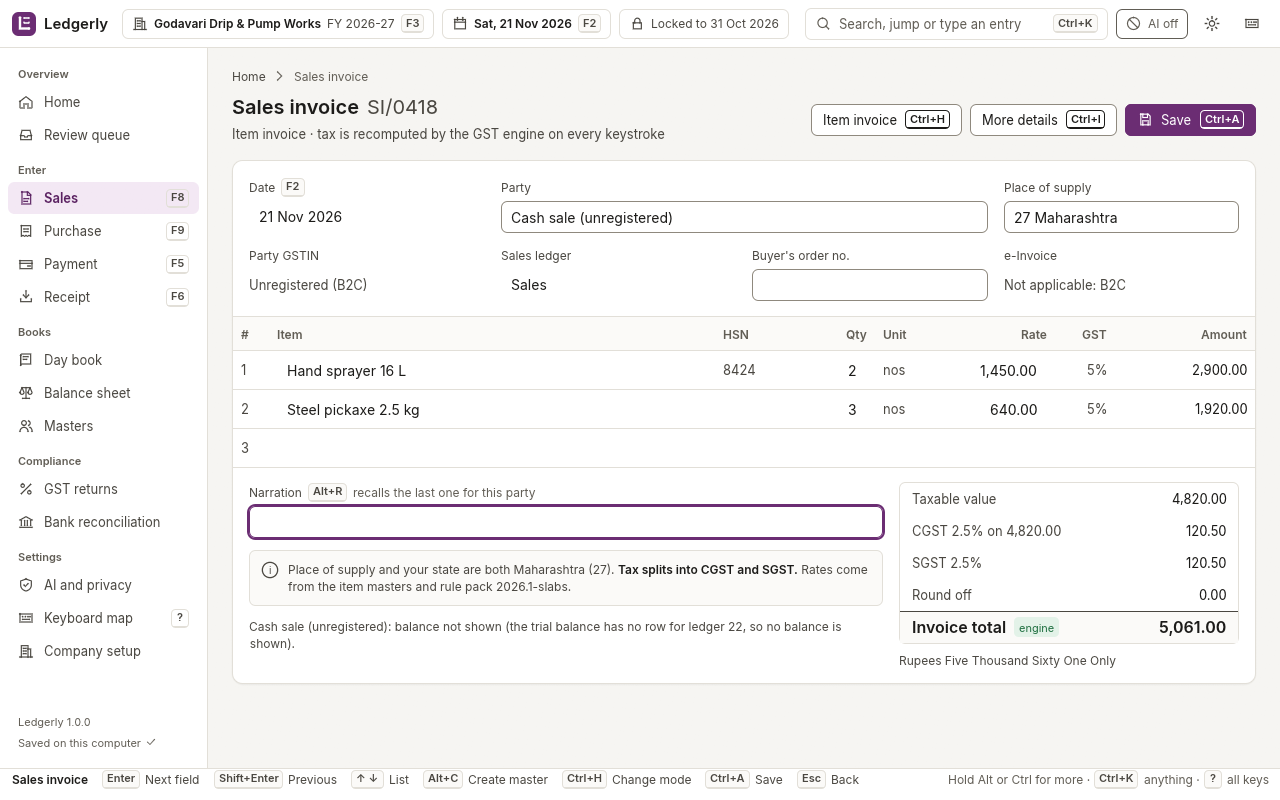 Ledgerly
Godavari Drip & Pump Works FY 2026-27 F3
Sat, 21 Nov 2026 F2
Locked to 31 Oct 2026
Search, jump or type an entry Ctrl+K
AI off
Overview
Home
Review queue
Enter
Sales F8
Purchase F9
Payment F5
Receipt F6
Books
Day book
Balance sheet
Masters
Compliance
GST returns
Bank reconciliation
Settings
AI and privacy
Keyboard map ?
Company setup
Ledgerly 1.0.0
Saved on this computer
Home > Sales invoice
Sales invoice SI/0418
Item invoice · tax is recomputed by the GST engine on every keystroke
Item invoice Ctrl+H
More details Ctrl+I
Save Ctrl+A
Date F2
21 Nov 2026
Party
Cash sale (unregistered)
Place of supply
27 Maharashtra
Party GSTIN
Unregistered (B2C)
Sales ledger
Sales
Buyer's order no.
e-Invoice
Not applicable: B2C
# Item HSN Qty Unit Rate GST Amount
1 Hand sprayer 16 L 8424 2 nos 1,450.00 5% 2,900.00
2 Steel pickaxe 2.5 kg 3 nos 640.00 5% 1,920.00
3
Narration Alt+R recalls the last one for this party
Place of supply and your state are both Maharashtra (27). Tax splits into CGST and SGST. Rates come
from the item masters and rule pack 2026.1-slabs.
Cash sale (unregistered): balance not shown (the trial balance has no row for ledger 22, so no balance is
shown).
Taxable value 4,820.00
CGST 2.5% on 4,820.00 120.50
SGST 2.5% 120.50
Round off 0.00
Invoice total engine 5,061.00
Rupees Five Thousand Sixty One Only
Sales invoice Enter Next field Shift+Enter Previous ↑ ↓ List Alt+C Create master Ctrl+H Change mode Ctrl+A Save Esc Back Hold Alt or Ctrl for more · Ctrl+K anything · ? all keys